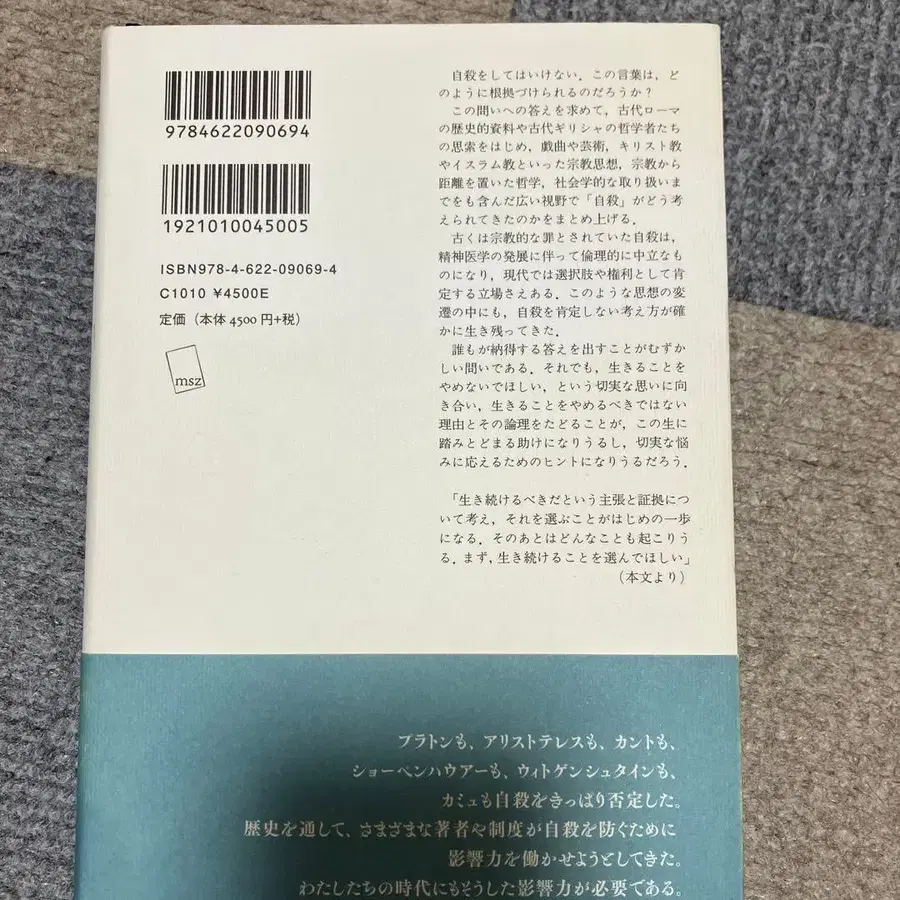 9784622090694
1921010045005
ISBN978-4-622-09069-4
C1010 ¥4500E
定価（本体 4500 円+税）
msz
自殺をしてはいけない．この言葉は，ど
のように根拠づけられるのだろうか？
この問いへの答えを求めて，古代ローマ
の歴史的資料や古代ギリシャの哲学者たち
の思索をはじめ，戯曲や芸術，キリスト教
やイスラム教といった宗教思想，宗教から
距離を置いた哲学，社会学的な取り扱いま
でをも含んだ広い視野で「自殺」がどう考
えられてきたのかをまとめ上げる．
古くは宗教的な罪とされていた自殺は，
精神医学の発展に伴って倫理的に中立なも
のになり，現代では選択肢や権利として肯
定する立場さえある．このような思想の変
遷の中にも，自殺を肯定しない考え方が確
かに生き残ってきた．
誰もが納得する答えを出すことがむずか
しい問いである．それでも，生きることを
やめないでほしい，という切実な思いに向
き合い，生きることをやめるべきではない
理由とその論理をたどることが，この生に
踏みとどまる助けになりうるし，切実な悩
みに応えるためのヒントになりうるだろう．
「生き続けるべきだという主張と証拠につ
いて考え，それを選ぶことがはじめの一歩
になる．そのあとはどんなことも起こりう
る．まず，生き続けることを選んでほしい」
（本文より）
プラトンも、アリストテレスも、カントも、
ショーペンハウアーも、ウィトゲンシュタインも、
カミュも自殺をきっぱり否定した。
歴史を通して、さまざまな著者や制度が自殺を防ぐために
影響力を働かせようとしてきた。
わたしたちの時代にもそうした影響力が必要である。